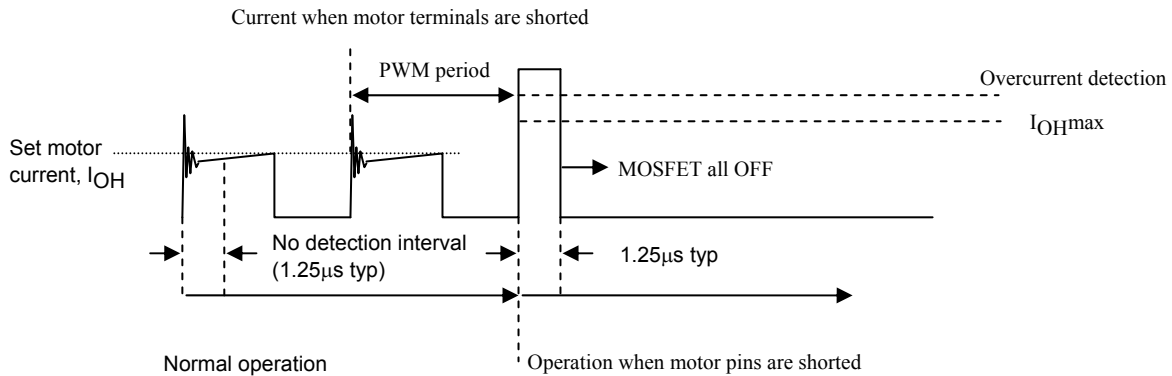 Current when motor terminals are shorted
PWM period
Overcurrent detection
IOHmax
Set motor
current, IOH
MOSFET all OFF
No detection interval
(1.25μs typ)
1.25μs typ
Normal operation
Operation when motor pins are shorted